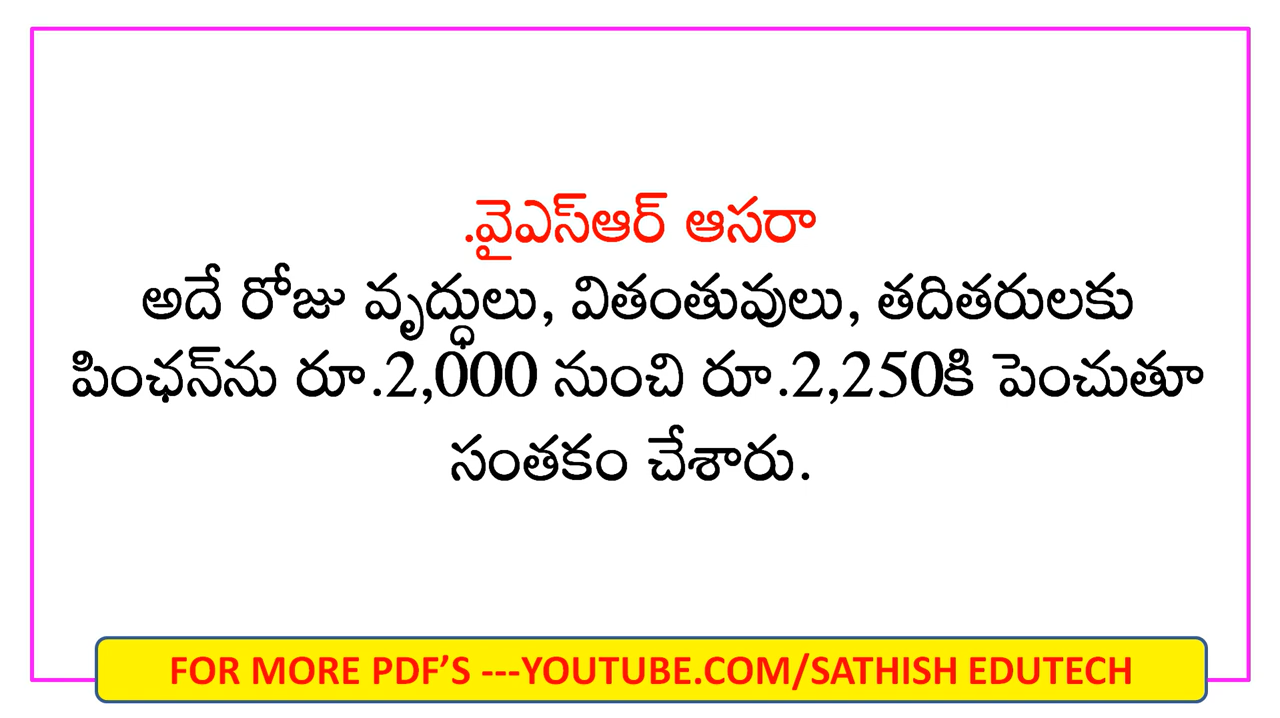 .వైఎస్ఆర్ ఆసరా
అదే రోజు వృద్ధులు, వితంతువులు, తదితరులకు
పింఛన్‌ను రూ.2,000 నుంచి రూ.2,250కి పెంచుతూ
సంతకం చేశారు.
FOR MORE PDF’S ---YOUTUBE.COM/SATHISH EDUTECH